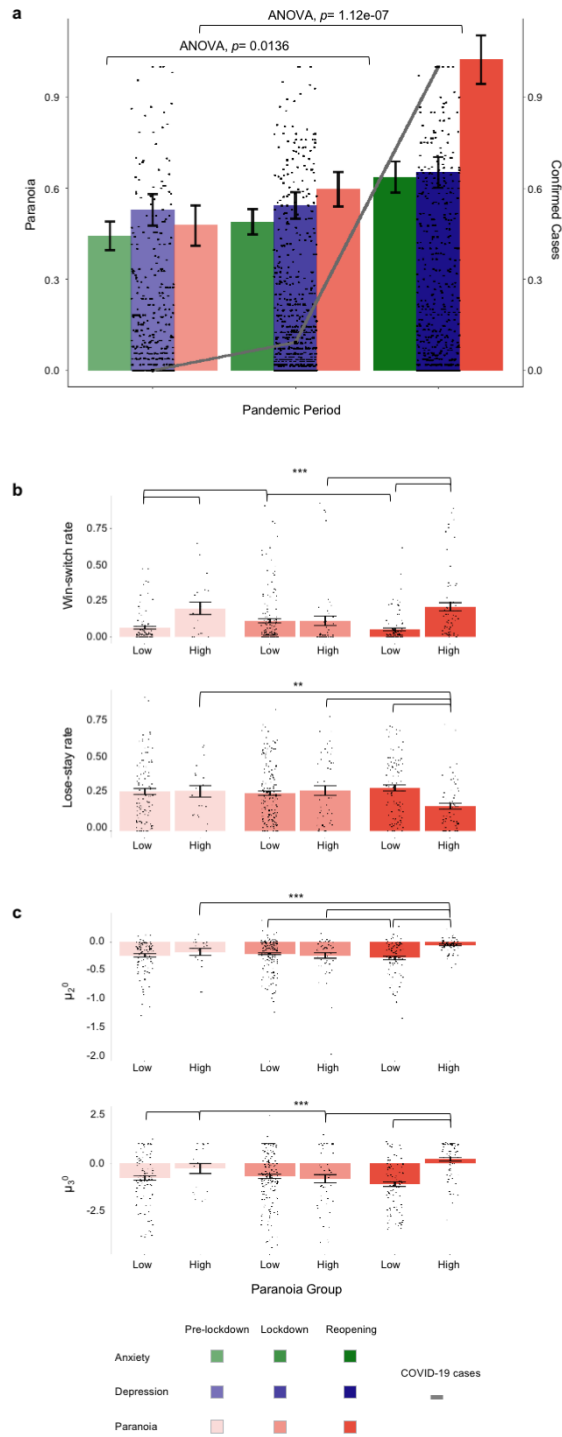 a
ANOVA, p= 1.12e-07
ANOVA, p= 0.0136
0.9
0.6
0.3
0.0
Paranoia
0.9
0.6
0.3
0.0
Confirmed Cases
Pandemic Period
b
***
Win-switch rate
0.75
0.50
0.25
0.00
Low High Low High Low High
**
Lose-stay rate
0.75
0.50
0.25
0.00
Low High Low High Low High
c
***
μ₂⁰
0.0
-0.5
-1.0
-1.5
-2.0
Low High Low High Low High
***
μ₃⁰
2.5
0.0
-2.5
Low High Low High Low High
Paranoia Group
Pre-lockdown Lockdown Reopening
Anxiety
COVID-19 cases
Depression
Paranoia